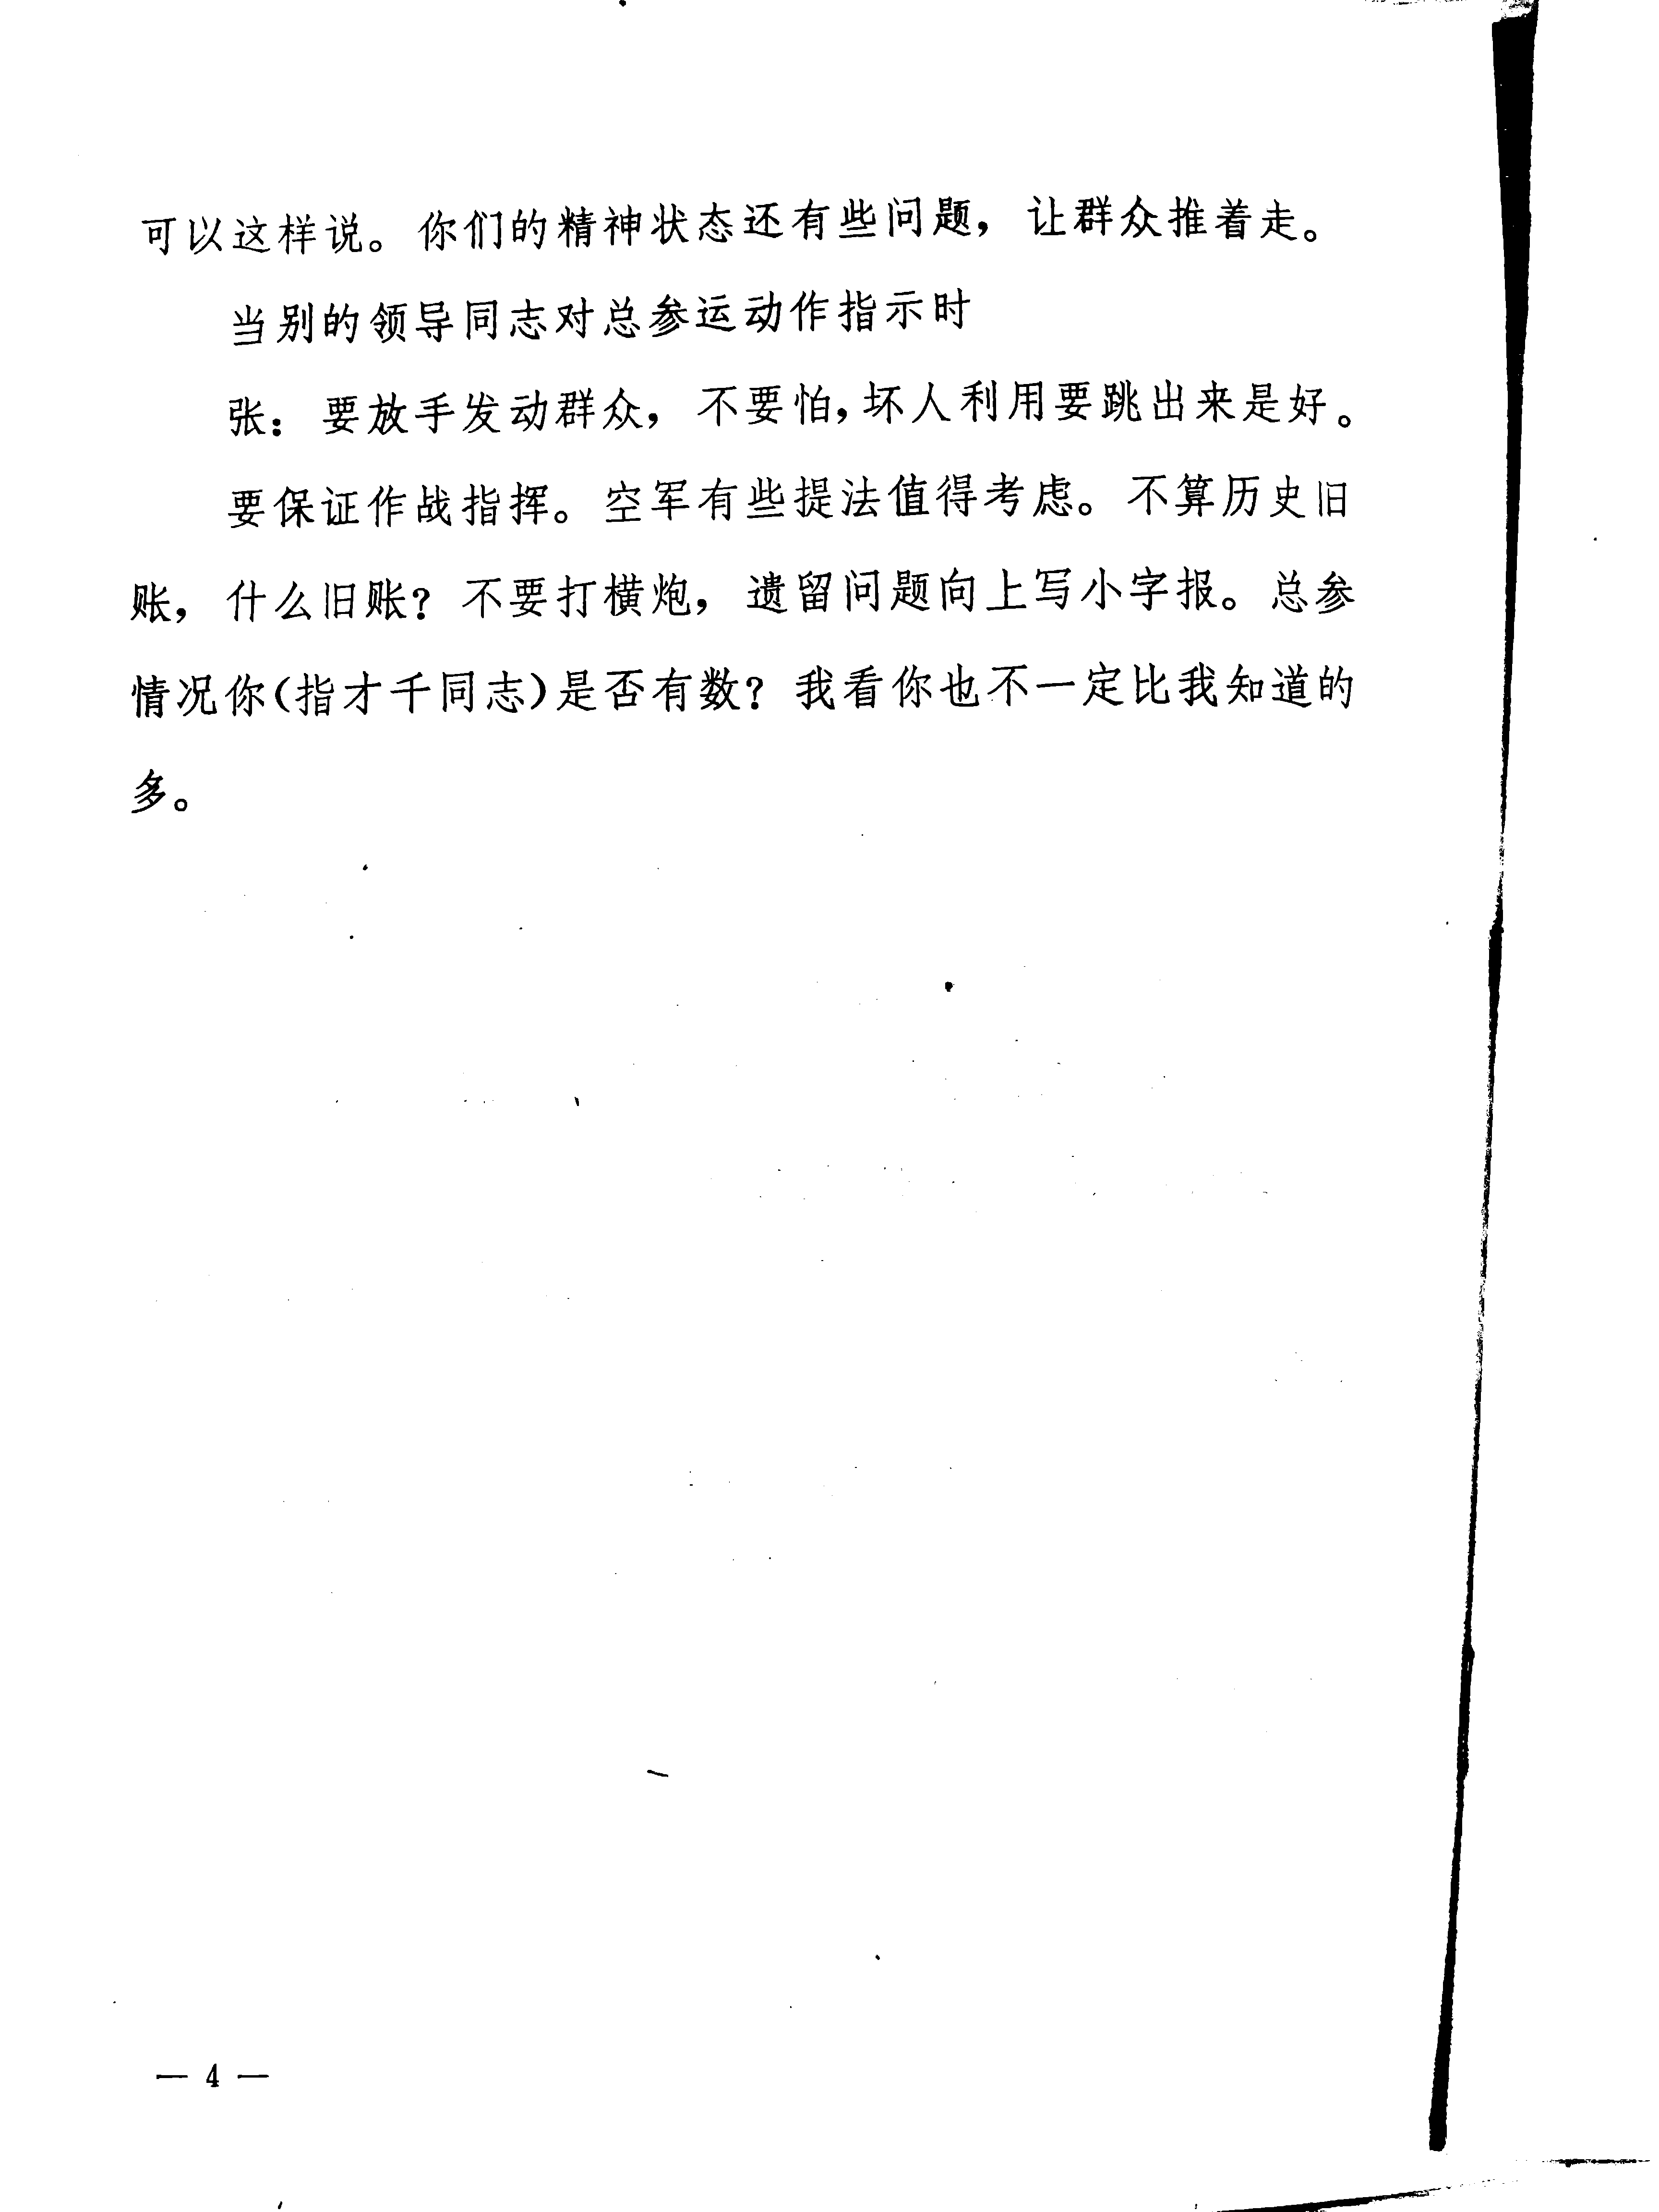 可以这样说。你们的精神状态还有些问题，让群众推着走。
当别的领导同志对总参运动作指示时
张：要放手发动群众，不要怕，坏人利用要跳出来是好。
要保证作战指挥。空军有些提法值得考虑。不算历史旧
账，什么旧账？不要打横炮，遗留问题向上写小字报。总参
情况你（指才千同志）是否有数？我看你也不一定比我知道的
多。
— 4 —